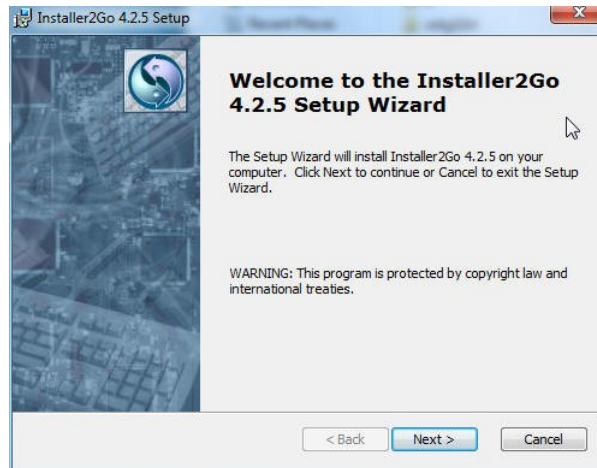 Installer2Go 4.2.5 Setup
Welcome to the Installer2Go
4.2.5 Setup Wizard
The Setup Wizard will install Installer2Go 4.2.5 on your
computer. Click Next to continue or Cancel to exit the Setup
Wizard.
WARNING: This program is protected by copyright law and
international treaties.
< Back
Next >
Cancel